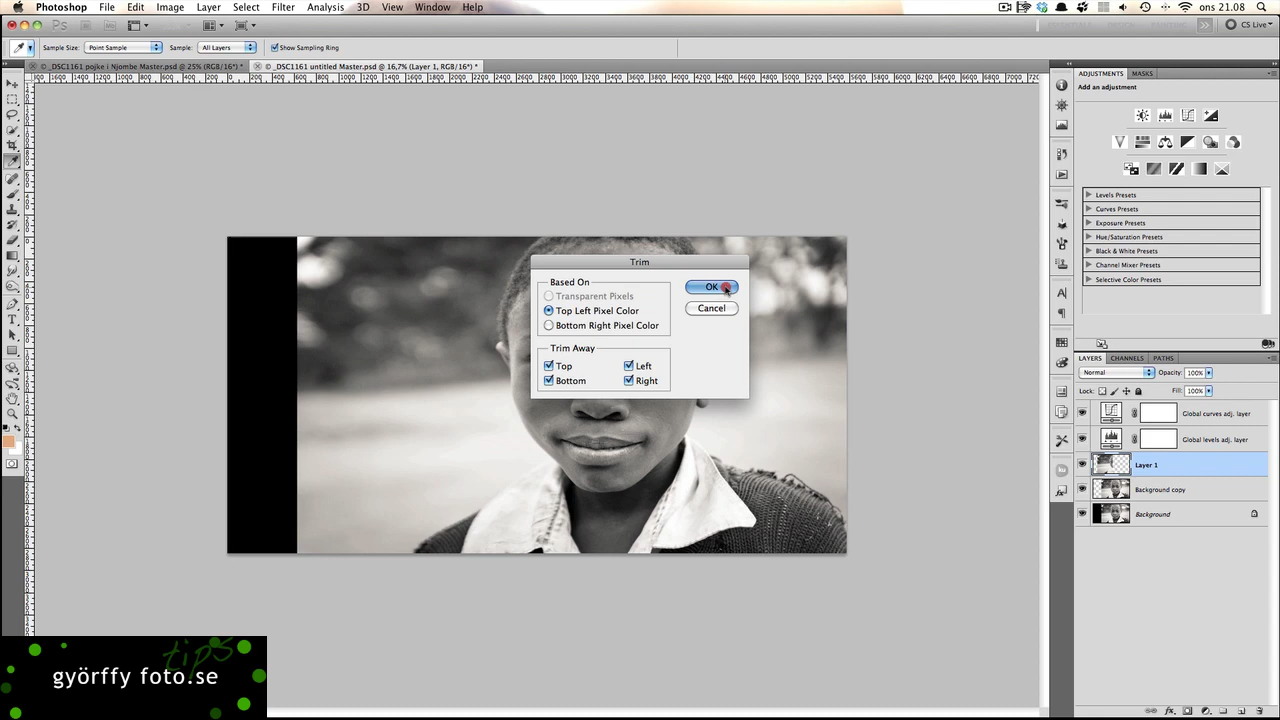 Photoshop File Edit Image Layer Select Filter Analysis 3D View Window Help ons 21.08
Ps CS Live
Sample Size: Point Sample Sample: All Layers Show Sampling Ring
_DSC1161 pojke i Njombe Master.psd @ 25% (RGB/16*) * _DSC1161 untitled Master.psd @ 16,7% (Layer 1, RGB/16*) *
ADJUSTMENTS MASKS
Add an adjustment
Levels Presets
Curves Presets
Exposure Presets
Hue/Saturation Presets
Black & White Presets
Channel Mixer Presets
Selective Color Presets
Trim
Based On
Transparent Pixels
Top Left Pixel Color
Bottom Right Pixel Color
OK
Cancel
Trim Away
Top Left
Bottom Right
LAYERS CHANNELS PATHS
Normal Opacity: 100%
Lock: Fill: 100%
Global curves adj. layer
Global levels adj. layer
Layer 1
Background copy
Background
tips
györffy foto.se